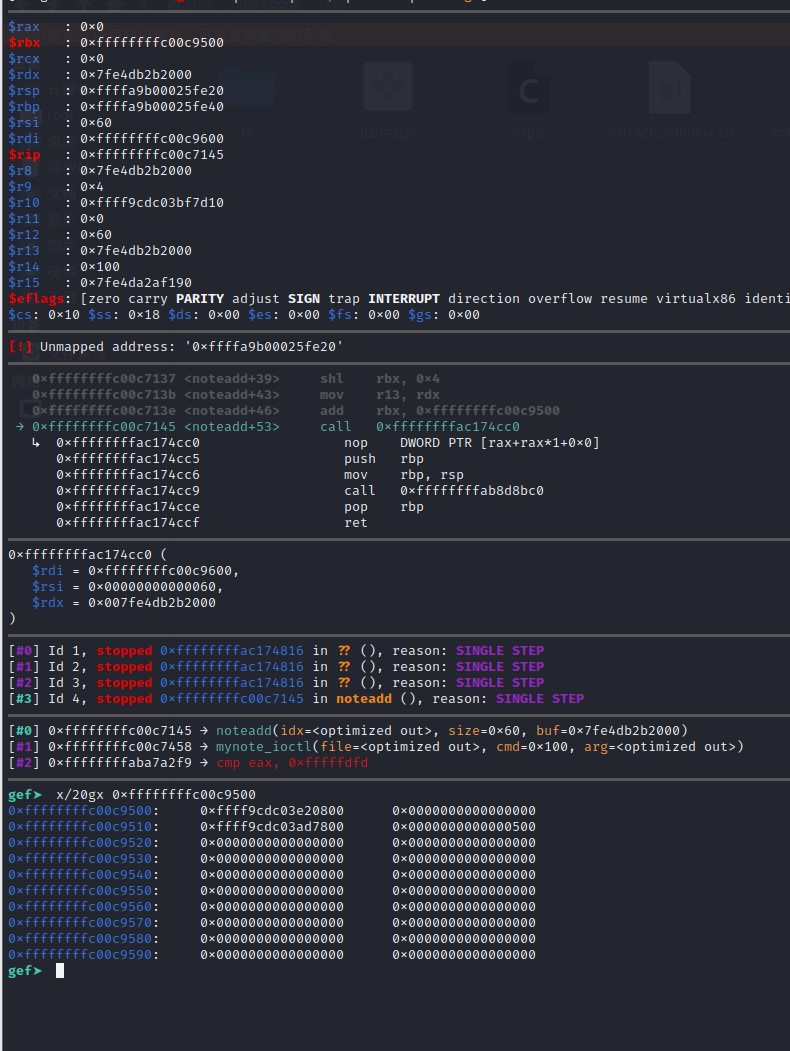 $rax   : 0×0
$rbx   : 0×ffffffffc00c9500
$rcx   : 0×0
$rdx   : 0×7fe4db2b2000
$rsp   : 0×ffffa9b00025fe20
$rbp   : 0×ffffa9b00025fe40
$rsi   : 0×60
$rdi   : 0×ffffffffc00c9600
$rip   : 0×ffffffffc00c7145
$r8    : 0×7fe4db2b2000
$r9    : 0×4
$r10   : 0×ffff9cdc03bf7d10
$r11   : 0×0
$r12   : 0×60
$r13   : 0×7fe4db2b2000
$r14   : 0×100
$r15   : 0×7fe4da2af190
$eflags: [zero carry PARITY adjust SIGN trap INTERRUPT direction overflow resume virtualx86 identi
$cs: 0×10 $ss: 0×18 $ds: 0×00 $es: 0×00 $fs: 0×00 $gs: 0×00
[!] Unmapped address: '0×ffffa9b00025fe20'
0×ffffffffc00c7137 <noteadd+39>      shl    rbx, 0×4
0×ffffffffc00c713b <noteadd+43>      mov    r13, rdx
0×ffffffffc00c713e <noteadd+46>      add    rbx, 0×ffffffffc00c9500
→ 0×ffffffffc00c7145 <noteadd+53>      call   0×ffffffffac174cc0
↳  0×ffffffffac174cc0                  nop    DWORD PTR [rax+rax*1+0×0]
0×ffffffffac174cc5                  push   rbp
0×ffffffffac174cc6                  mov    rbp, rsp
0×ffffffffac174cc9                  call   0×ffffffffab8d8bc0
0×ffffffffac174cce                  pop    rbp
0×ffffffffac174ccf                  ret
0×ffffffffac174cc0 (
$rdi = 0×ffffffffc00c9600,
$rsi = 0×00000000000060,
$rdx = 0×007fe4db2b2000
)
[#0] Id 1, stopped 0×ffffffffac174816 in ?? (), reason: SINGLE STEP
[#1] Id 2, stopped 0×ffffffffac174816 in ?? (), reason: SINGLE STEP
[#2] Id 3, stopped 0×ffffffffac174816 in ?? (), reason: SINGLE STEP
[#3] Id 4, stopped 0×ffffffffc00c7145 in noteadd (), reason: SINGLE STEP
[#0] 0×ffffffffc00c7145 → noteadd(idx=<optimized out>, size=0×60, buf=0×7fe4db2b2000)
[#1] 0×ffffffffc00c7458 → mynote_ioctl(file=<optimized out>, cmd=0×100, arg=<optimized out>)
[#2] 0×ffffffffaba7a2f9 → cmp eax, 0×fffffdfd
gef➤  x/20gx 0×ffffffffc00c9500
0×ffffffffc00c9500:     0×ffff9cdc03e20800      0×0000000000000000
0×ffffffffc00c9510:     0×ffff9cdc03ad7800      0×0000000000000500
0×ffffffffc00c9520:     0×0000000000000000      0×0000000000000000
0×ffffffffc00c9530:     0×0000000000000000      0×0000000000000000
0×ffffffffc00c9540:     0×0000000000000000      0×0000000000000000
0×ffffffffc00c9550:     0×0000000000000000      0×0000000000000000
0×ffffffffc00c9560:     0×0000000000000000      0×0000000000000000
0×ffffffffc00c9570:     0×0000000000000000      0×0000000000000000
0×ffffffffc00c9580:     0×0000000000000000      0×0000000000000000
0×ffffffffc00c9590:     0×0000000000000000      0×0000000000000000
gef➤
fs
bzImage
extract_vmlinux.sh